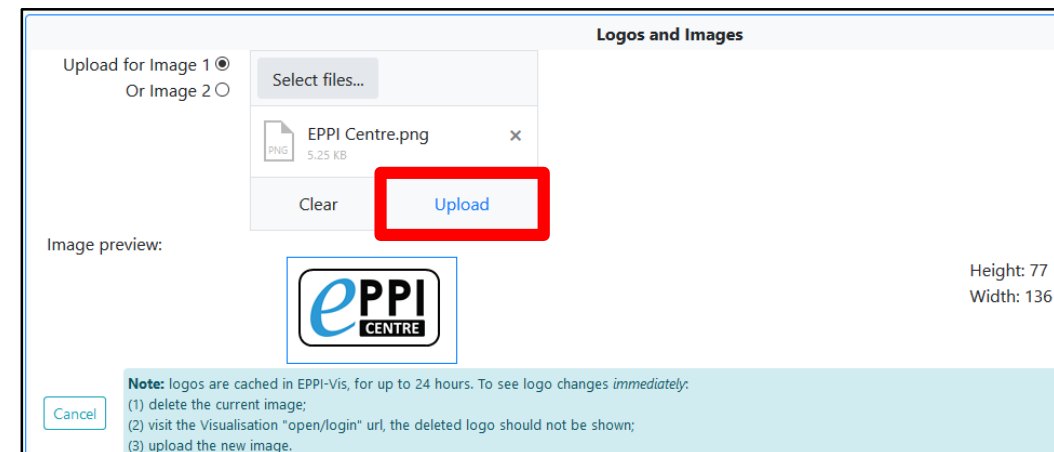 Logos and Images
Upload for Image 1
Or Image 2
Select files...
PNG
EPPI Centre.png
5.25 KB
Clear
Upload
Image preview:
ePPI
CENTRE
Height: 77
Width: 136
Note: logos are cached in EPPI-Vis, for up to 24 hours. To see logo changes immediately:
(1) delete the current image;
Cancel
(2) visit the Visualisation "open/login" url, the deleted logo should not be shown;
(3) upload the new image.